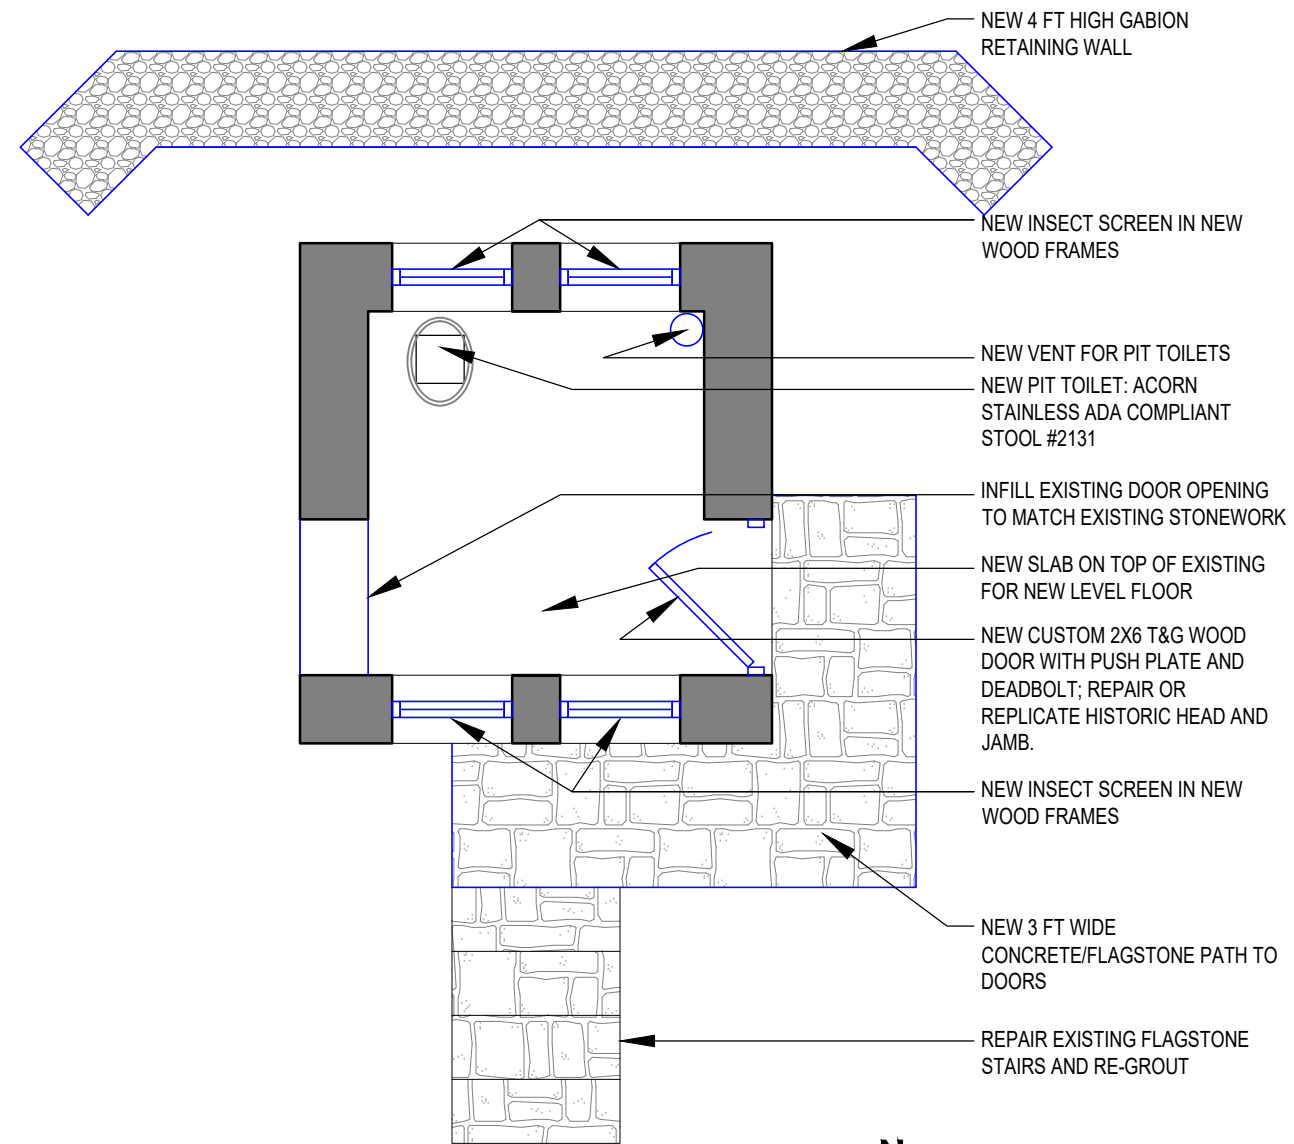 NEW 4 FT HIGH GABION
RETAINING WALL
NEW INSECT SCREEN IN NEW
WOOD FRAMES
NEW VENT FOR PIT TOILETS
NEW PIT TOILET: ACORN
STAINLESS ADA COMPLIANT
STOOL #2131
INFILL EXISTING DOOR OPENING
TO MATCH EXISTING STONEWORK
NEW SLAB ON TOP OF EXISTING
FOR NEW LEVEL FLOOR
NEW CUSTOM 2X6 T&G WOOD
DOOR WITH PUSH PLATE AND
DEADBOLT; REPAIR OR
REPLICATE HISTORIC HEAD AND
JAMB.
NEW INSECT SCREEN IN NEW
WOOD FRAMES
NEW 3 FT WIDE
CONCRETE/FLAGSTONE PATH TO
DOORS
REPAIR EXISTING FLAGSTONE
STAIRS AND RE-GROUT